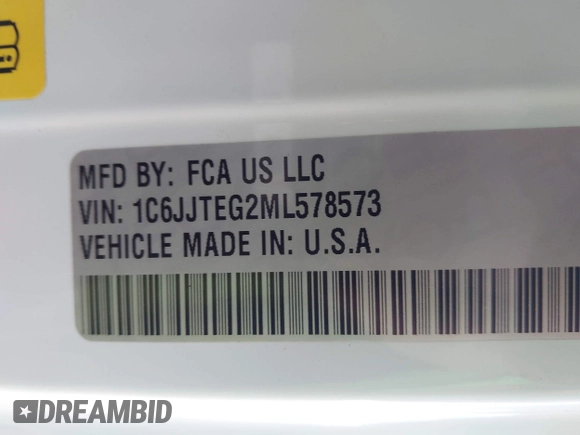 MFD BY: FCA US LLC
VIN: 1C6JJTEG2ML578573
VEHICLE MADE IN: U.S.A.
DREAMBID